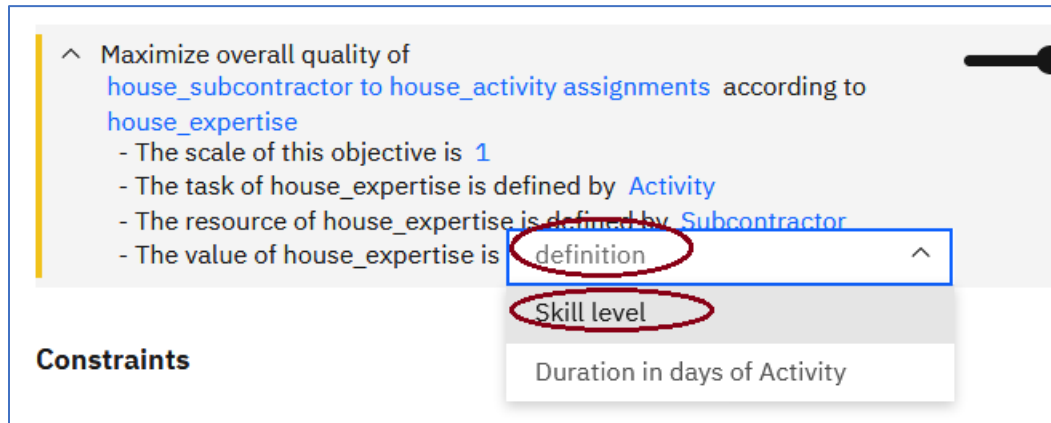 Maximize overall quality of
house_subcontractor to house_activity assignments according to
house_expertise
- The scale of this objective is 1
- The task of house_expertise is defined by Activity
- The resource of house_expertise is defined by Subcontractor
- The value of house_expertise is definition
Skill level
Constraints
Duration in days of Activity